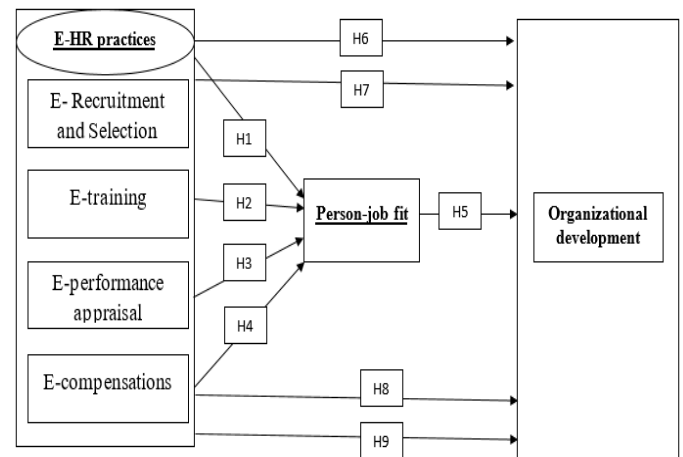 E-HR practices
E- Recruitment
and Selection
E-training
E-performance
appraisal
E-compensations
H6
H7
H1
H2
H3
H4
Person-job fit
H5
H8
H9
Organizational
development